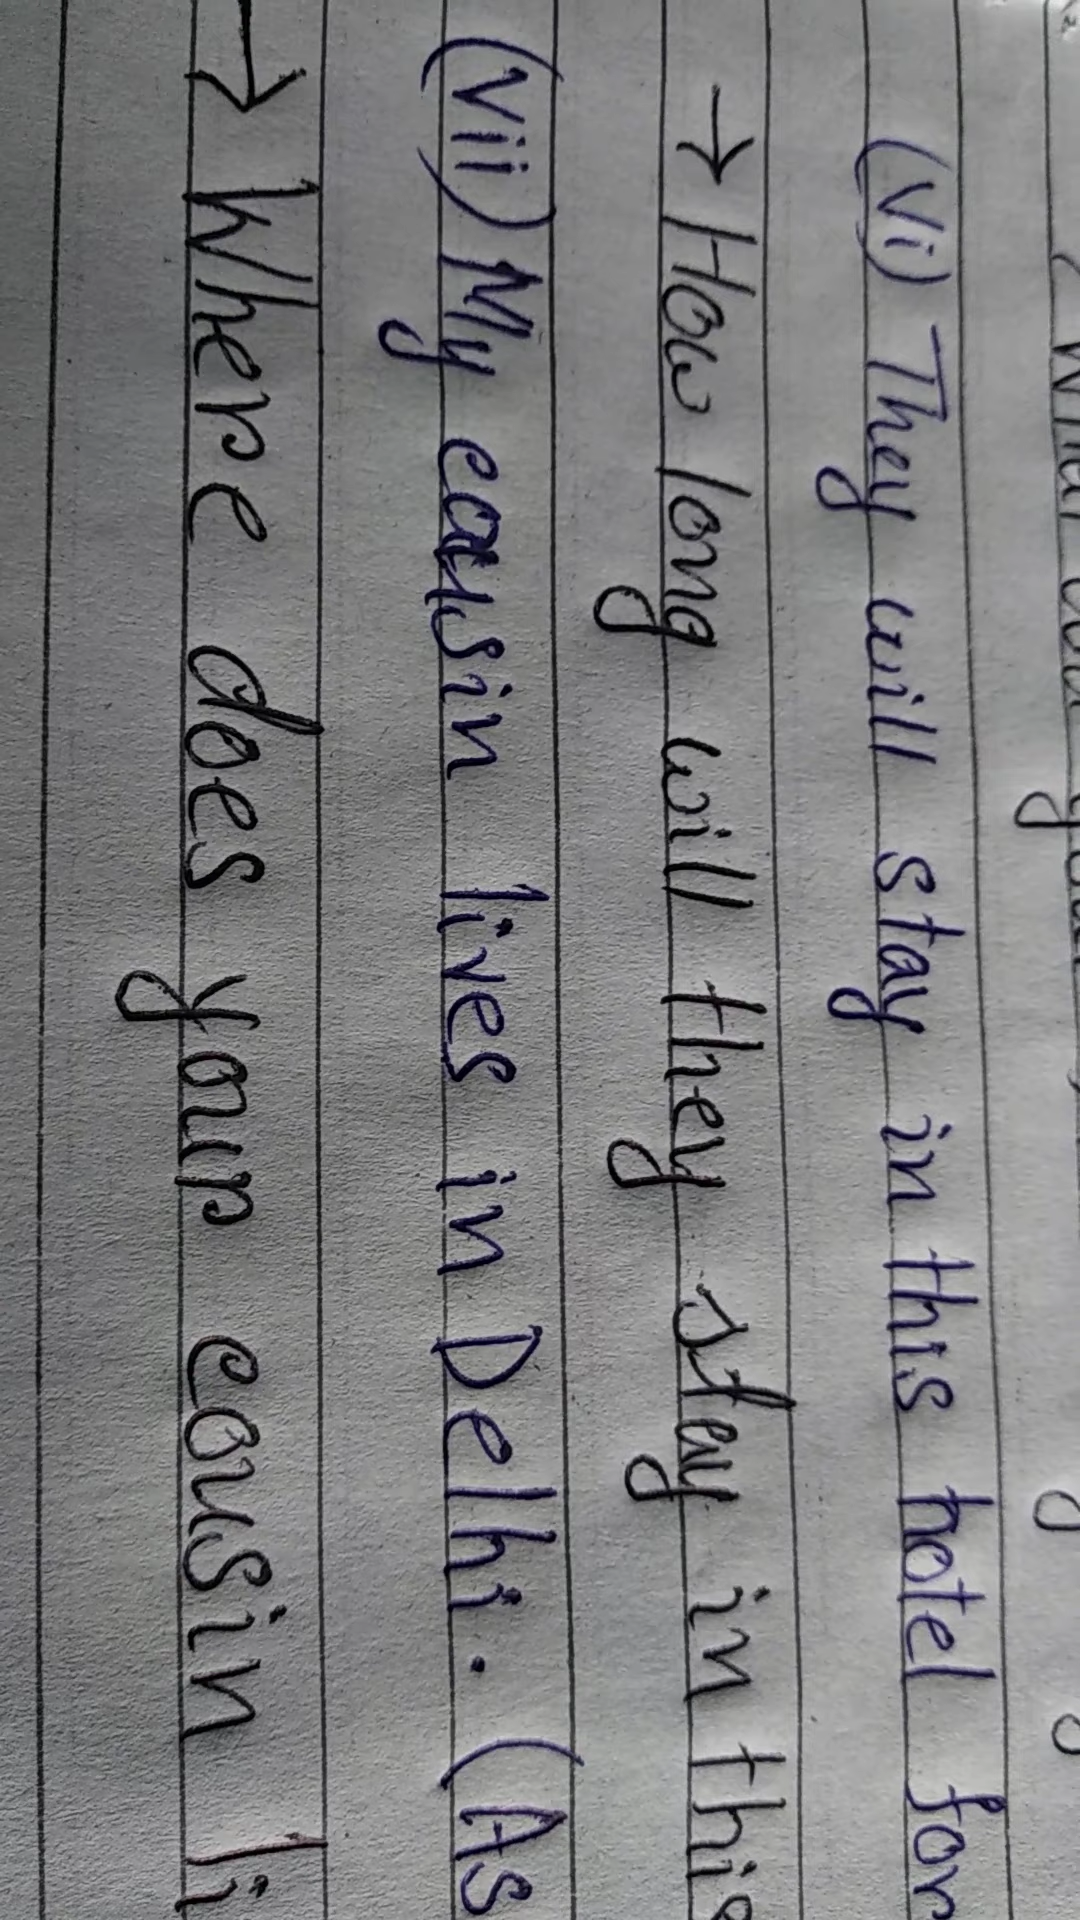 (vi) They will stay in this hotel for
→ How long will they stay in this
(vii) My cousin lives in Delhi. (As
→ Where does your cousin li